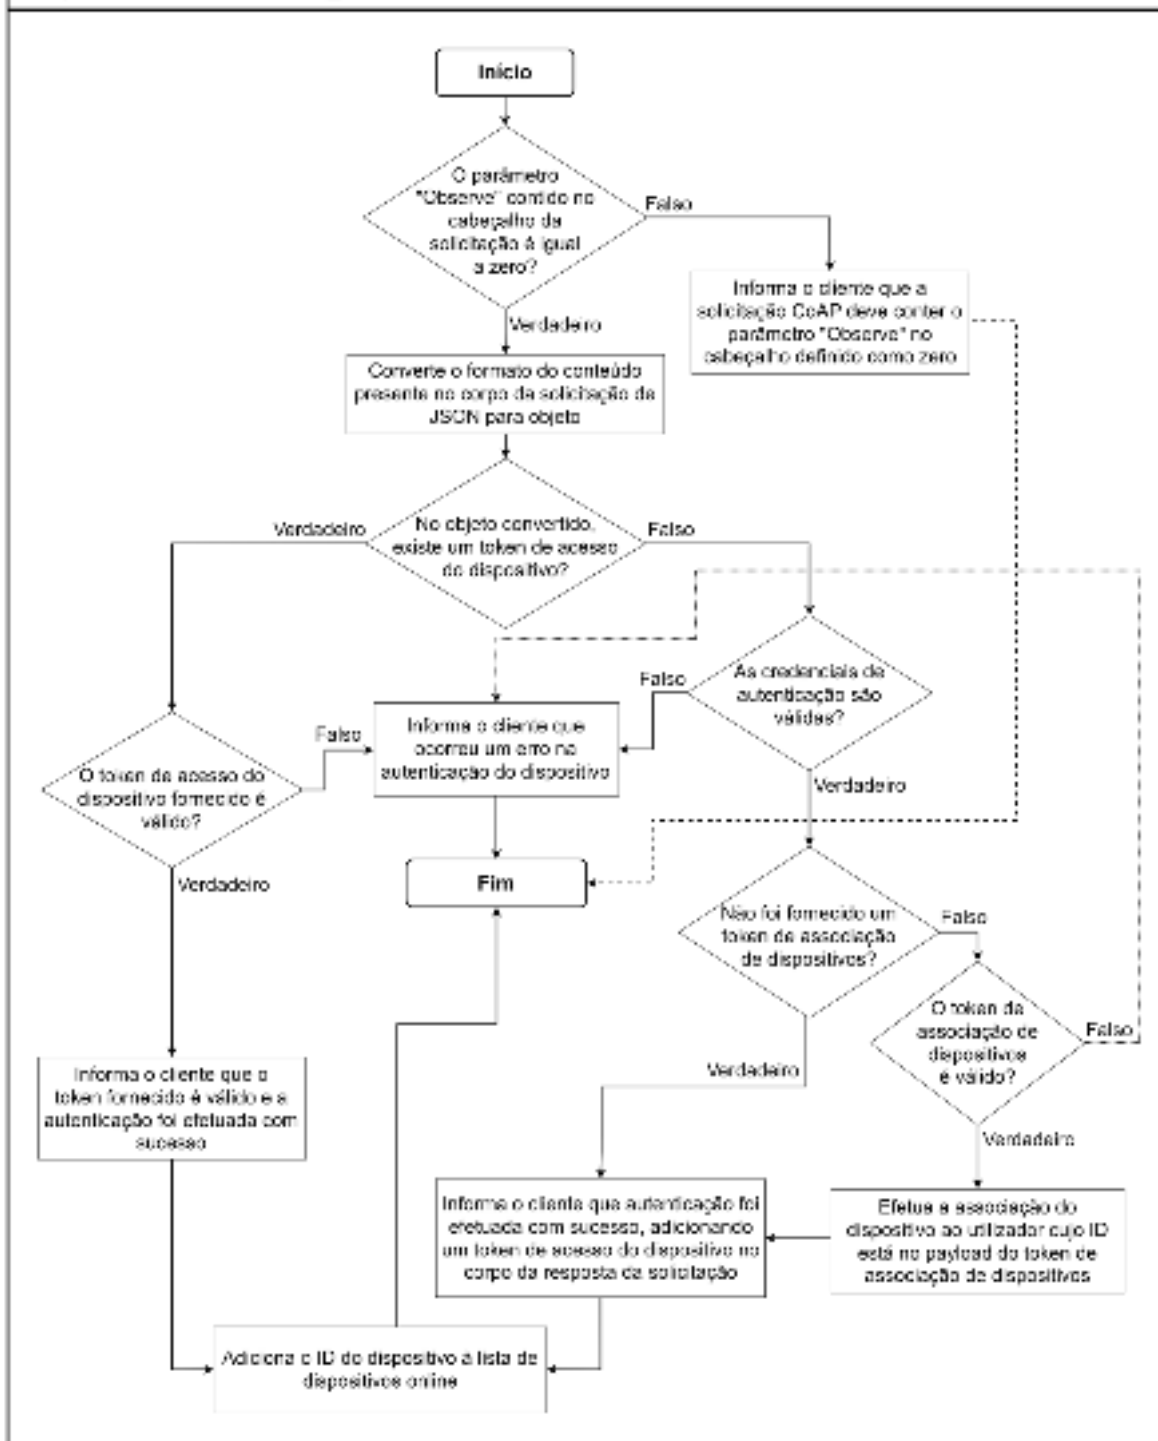 Início
O parâmetro
"Observe" contido no
cabeçalho da
solicitação é igual
a zero?
Falso
Informa o cliente que a
solicitação CoAP deve conter o
parâmetro "Observe" no
cabeçalho definido como zero
Verdadeiro
Converte o formato do conteúdo
presente no corpo da solicitação de
JSON para objeto
Verdadeiro
No objeto convertido,
existe um token de acesso
do dispositivo?
Falso
As credenciais de
autenticação são
válidas?
Falso
Informa o cliente que
ocorreu um erro na
autenticação do dispositivo
Falso
O token de acesso do
dispositivo fornecido é
válido?
Verdadeiro
Verdadeiro
Fim
Não foi fornecido um
token de associação
de dispositivos?
Falso
O token de
associação de
dispositivos
é válido?
Falso
Verdadeiro
Informa o cliente que o
token fornecido é válido e a
autenticação foi efetuada com
sucesso
Verdadeiro
Informa o cliente que autenticação foi
efetuada com sucesso, adicionando
um token de acesso do dispositivo no
corpo da resposta da solicitação
Efetua a associação do
dispositivo ao utilizador cujo ID
está no payload do token de
associação de dispositivos
Adiciona o ID do dispositivo à lista de
dispositivos online